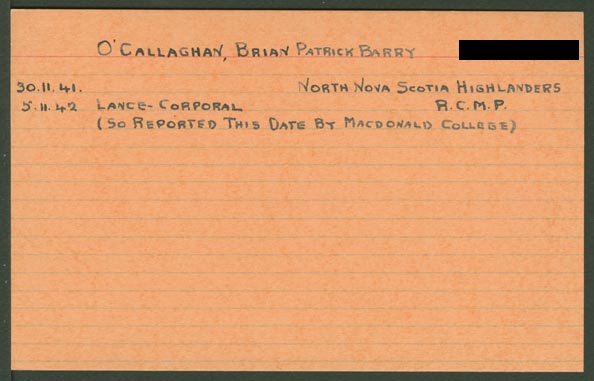 O'CALLAGHAN, BRIAN PATRICK BARRY
30.11.41. NORTH NOVA SCOTIA HIGHLANDERS
5.11.42 LANCE-CORPORAL R.C.M.P.
(SO REPORTED THIS DATE BY MACDONALD COLLEGE)